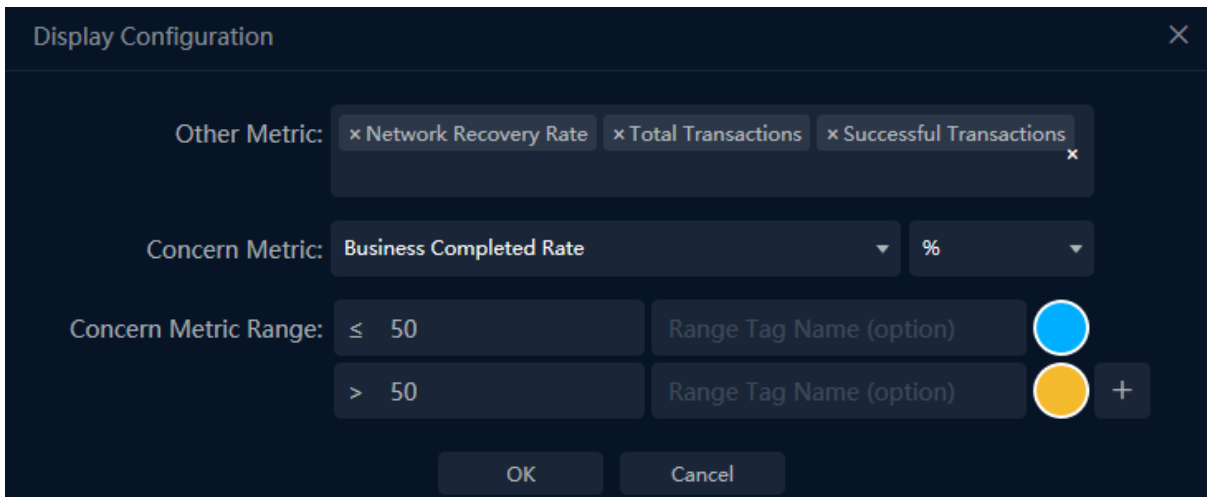 Display Configuration ×
Other Metric: × Network Recovery Rate × Total Transactions × Successful Transactions
×
Concern Metric: Business Completed Rate %
Concern Metric Range: ≤ 50 Range Tag Name (option)
> 50 Range Tag Name (option) +
OK Cancel